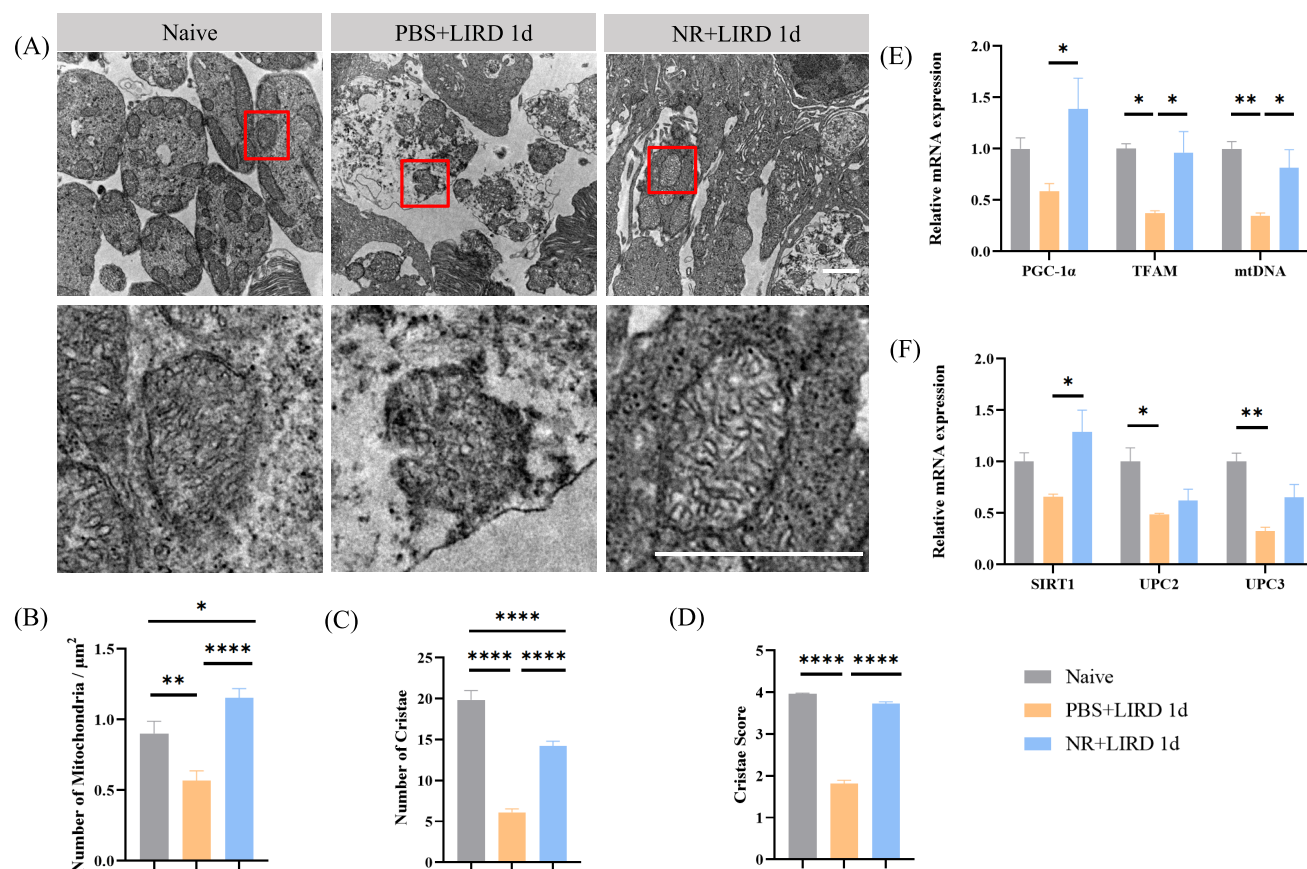 (A)
Naive
PBS+LIRD 1d
NR+LIRD 1d
(E)
Relative mRNA expression
2.0
1.5
1.0
0.5
0.0
*
* *
** *
PGC-1α
TFAM
mtDNA
(F)
Relative mRNA expression
2.0
1.5
1.0
0.5
0.0
*
*
**
SIRT1
UPC2
UPC3
(B)
Number of Mitochondria / μm²
1.5
1.0
0.5
0.0
*
****
**
(C)
Number of Cristae
25
20
15
10
5
0
****
**** ****
(D)
Cristae Score
5
4
3
2
1
0
**** ****
Naive
PBS+LIRD 1d
NR+LIRD 1d